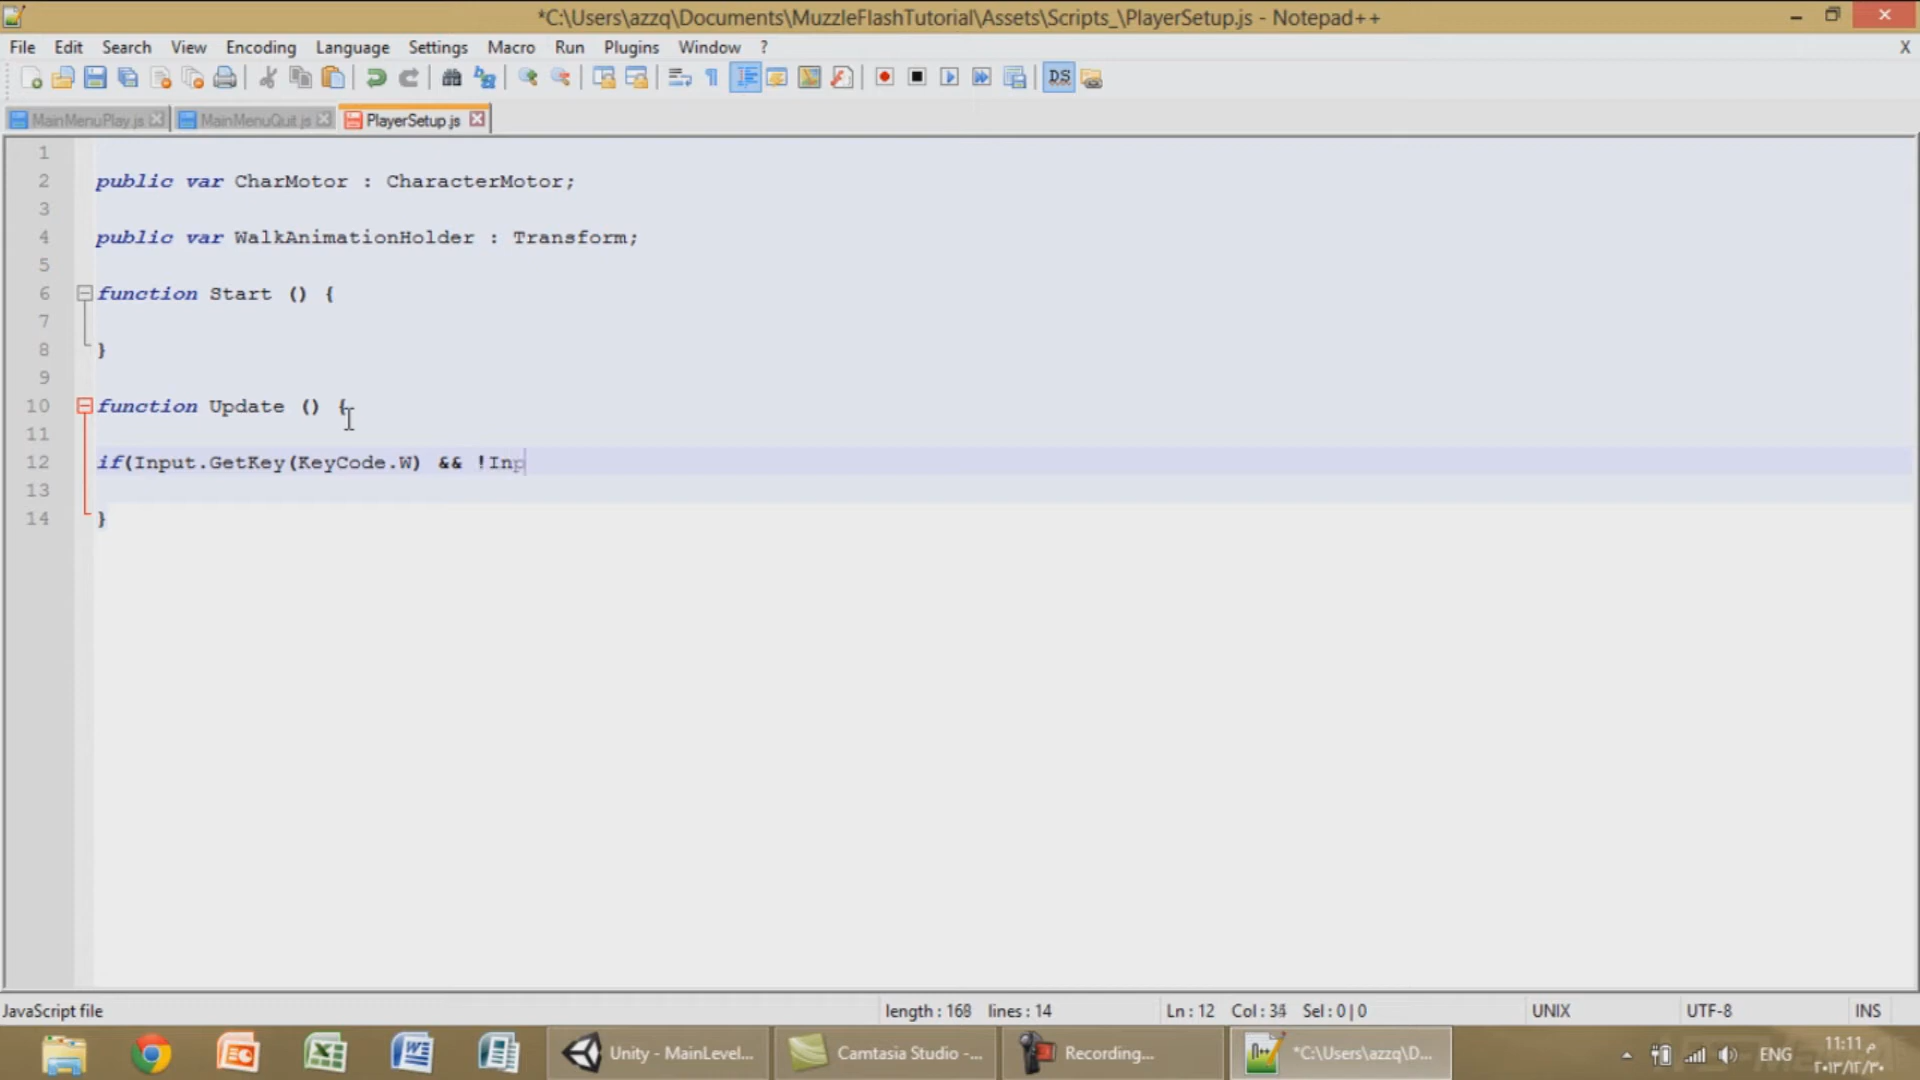 *C:\Users\azzq\Documents\MuzzleFlashTutorial\Assets\Scripts_\PlayerSetup.js - Notepad++
File Edit Search View Encoding Language Settings Macro Run Plugins Window ? X
MainMenuPlay.js MainMenuQuit.js PlayerSetup.js
1
2 public var CharMotor : CharacterMotor;
3
4 public var WalkAnimationHolder : Transform;
5
6 function Start () {
7
8 }
9
10 function Update () {
11
12 if(Input.GetKey(KeyCode.W) && !Inp
13
14 }
JavaScript file length : 168 lines : 14 Ln : 12 Col : 34 Sel : 0 | 0 UNIX UTF-8 INS
Unity - MainLevel... Camtasia Studio -... Recording... *C:\Users\azzq\D... ENG 11:11 م
٢٠١٣/١٢/٣٠